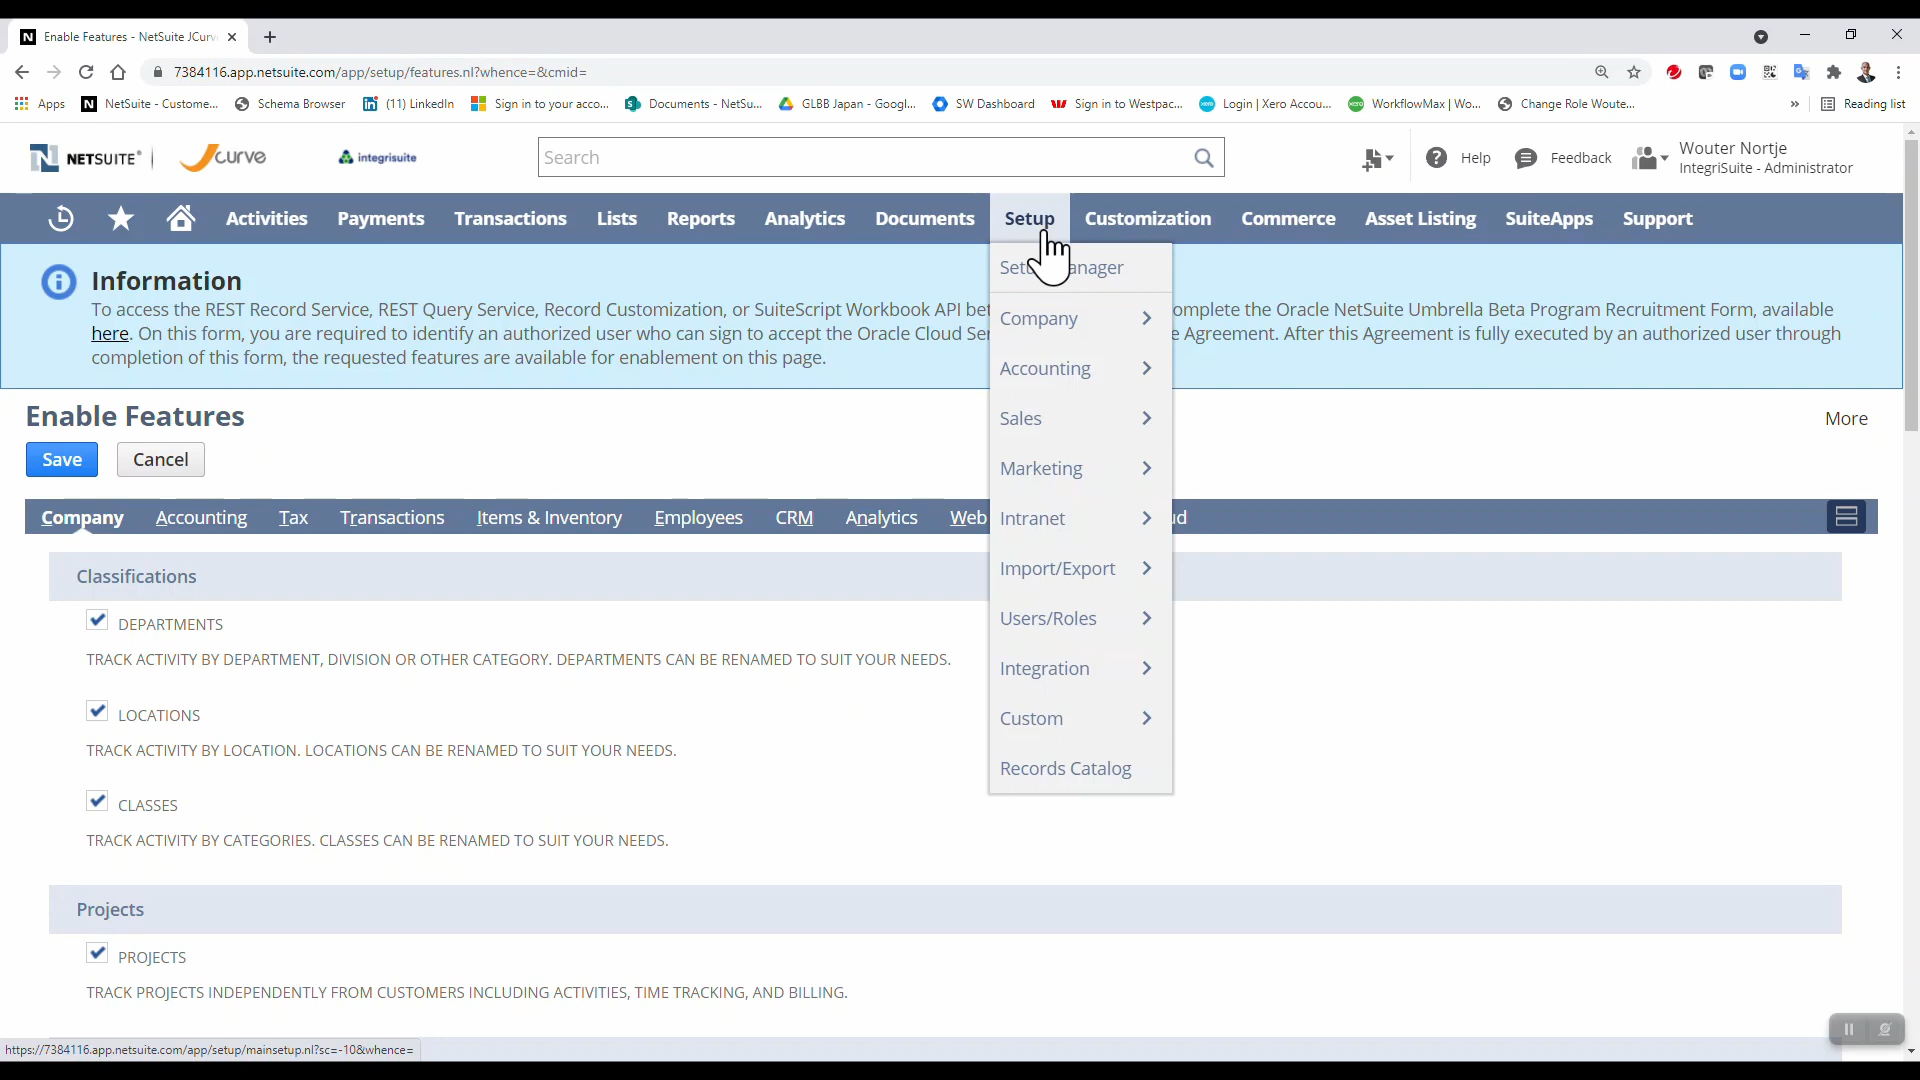 Enable Features - NetSuite JCurv
7384116.app.netsuite.com/app/setup/features.nl?whence=&cmid=
Apps NetSuite - Custome... Schema Browser (11) LinkedIn Sign in to your acco... Documents - NetSu... GLBB Japan - Googl... SW Dashboard Sign in to Westpac... Login | Xero Accou... WorkflowMax | Wo... Change Role Woute... » Reading list
NETSUITE curve integrisuite Search Help Feedback Wouter Nortje
IntegriSuite - Administrator
Activities Payments Transactions Lists Reports Analytics Documents Setup Customization Commerce Asset Listing SuiteApps Support
Information
To access the REST Record Service, REST Query Service, Record Customization, or SuiteScript Workbook API bet omplete the Oracle NetSuite Umbrella Beta Program Recruitment Form, available
here. On this form, you are required to identify an authorized user who can sign to accept the Oracle Cloud Ser e Agreement. After this Agreement is fully executed by an authorized user through
completion of this form, the requested features are available for enablement on this page.
Set anager
Company
Accounting
Sales
Marketing
Intranet
Import/Export
Users/Roles
Integration
Custom
Records Catalog
Enable Features
More
Save Cancel
Company Accounting Tax Transactions Items & Inventory Employees CRM Analytics Web ud
Classifications
DEPARTMENTS
TRACK ACTIVITY BY DEPARTMENT, DIVISION OR OTHER CATEGORY. DEPARTMENTS CAN BE RENAMED TO SUIT YOUR NEEDS.
LOCATIONS
TRACK ACTIVITY BY LOCATION. LOCATIONS CAN BE RENAMED TO SUIT YOUR NEEDS.
CLASSES
TRACK ACTIVITY BY CATEGORIES. CLASSES CAN BE RENAMED TO SUIT YOUR NEEDS.
Projects
PROJECTS
TRACK PROJECTS INDEPENDENTLY FROM CUSTOMERS INCLUDING ACTIVITIES, TIME TRACKING, AND BILLING.
https://7384116.app.netsuite.com/app/setup/mainsetup.nl?sc=-10&whence=